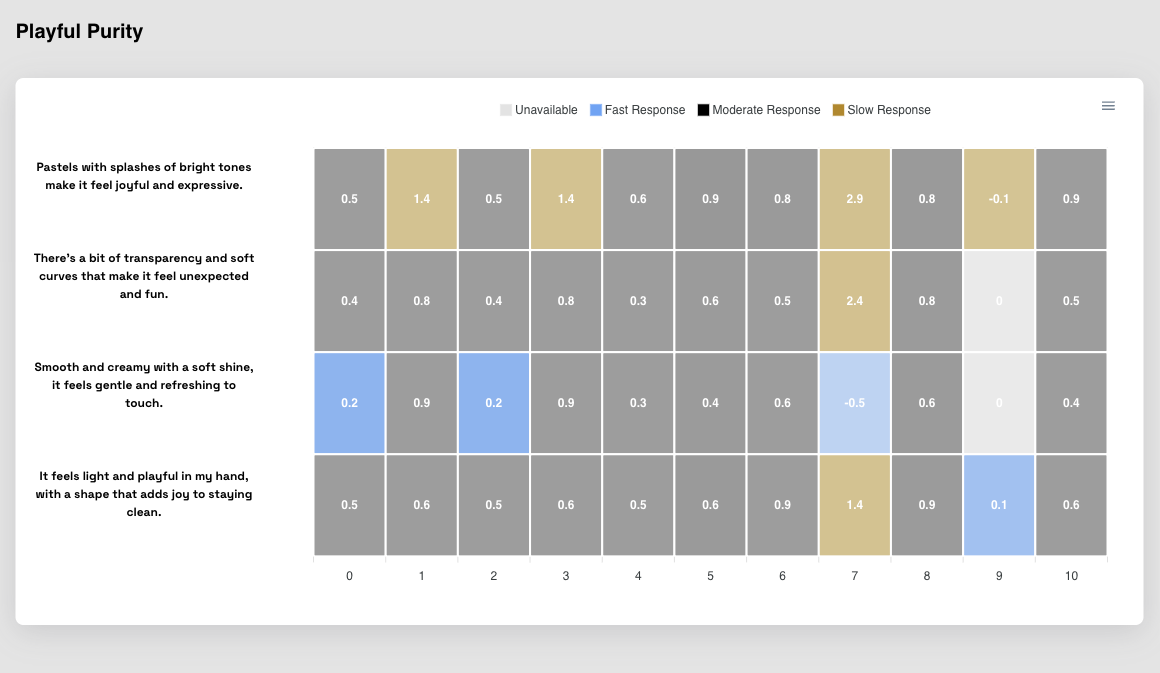 Playful Purity
Unavailable Fast Response Moderate Response Slow Response
Pastels with splashes of bright tones
make it feel joyful and expressive.
0.5 1.4 0.5 1.4 0.6 0.9 0.8 2.9 0.8 -0.1 0.9
There's a bit of transparency and soft
curves that make it feel unexpected
and fun.
0.4 0.8 0.4 0.8 0.3 0.6 0.5 2.4 0.8 0 0.5
Smooth and creamy with a soft shine,
it feels gentle and refreshing to
touch.
0.2 0.9 0.2 0.9 0.3 0.4 0.6 -0.5 0.6 0 0.4
It feels light and playful in my hand,
with a shape that adds joy to staying
clean.
0.5 0.6 0.5 0.6 0.5 0.6 0.9 1.4 0.9 0.1 0.6
0 1 2 3 4 5 6 7 8 9 10